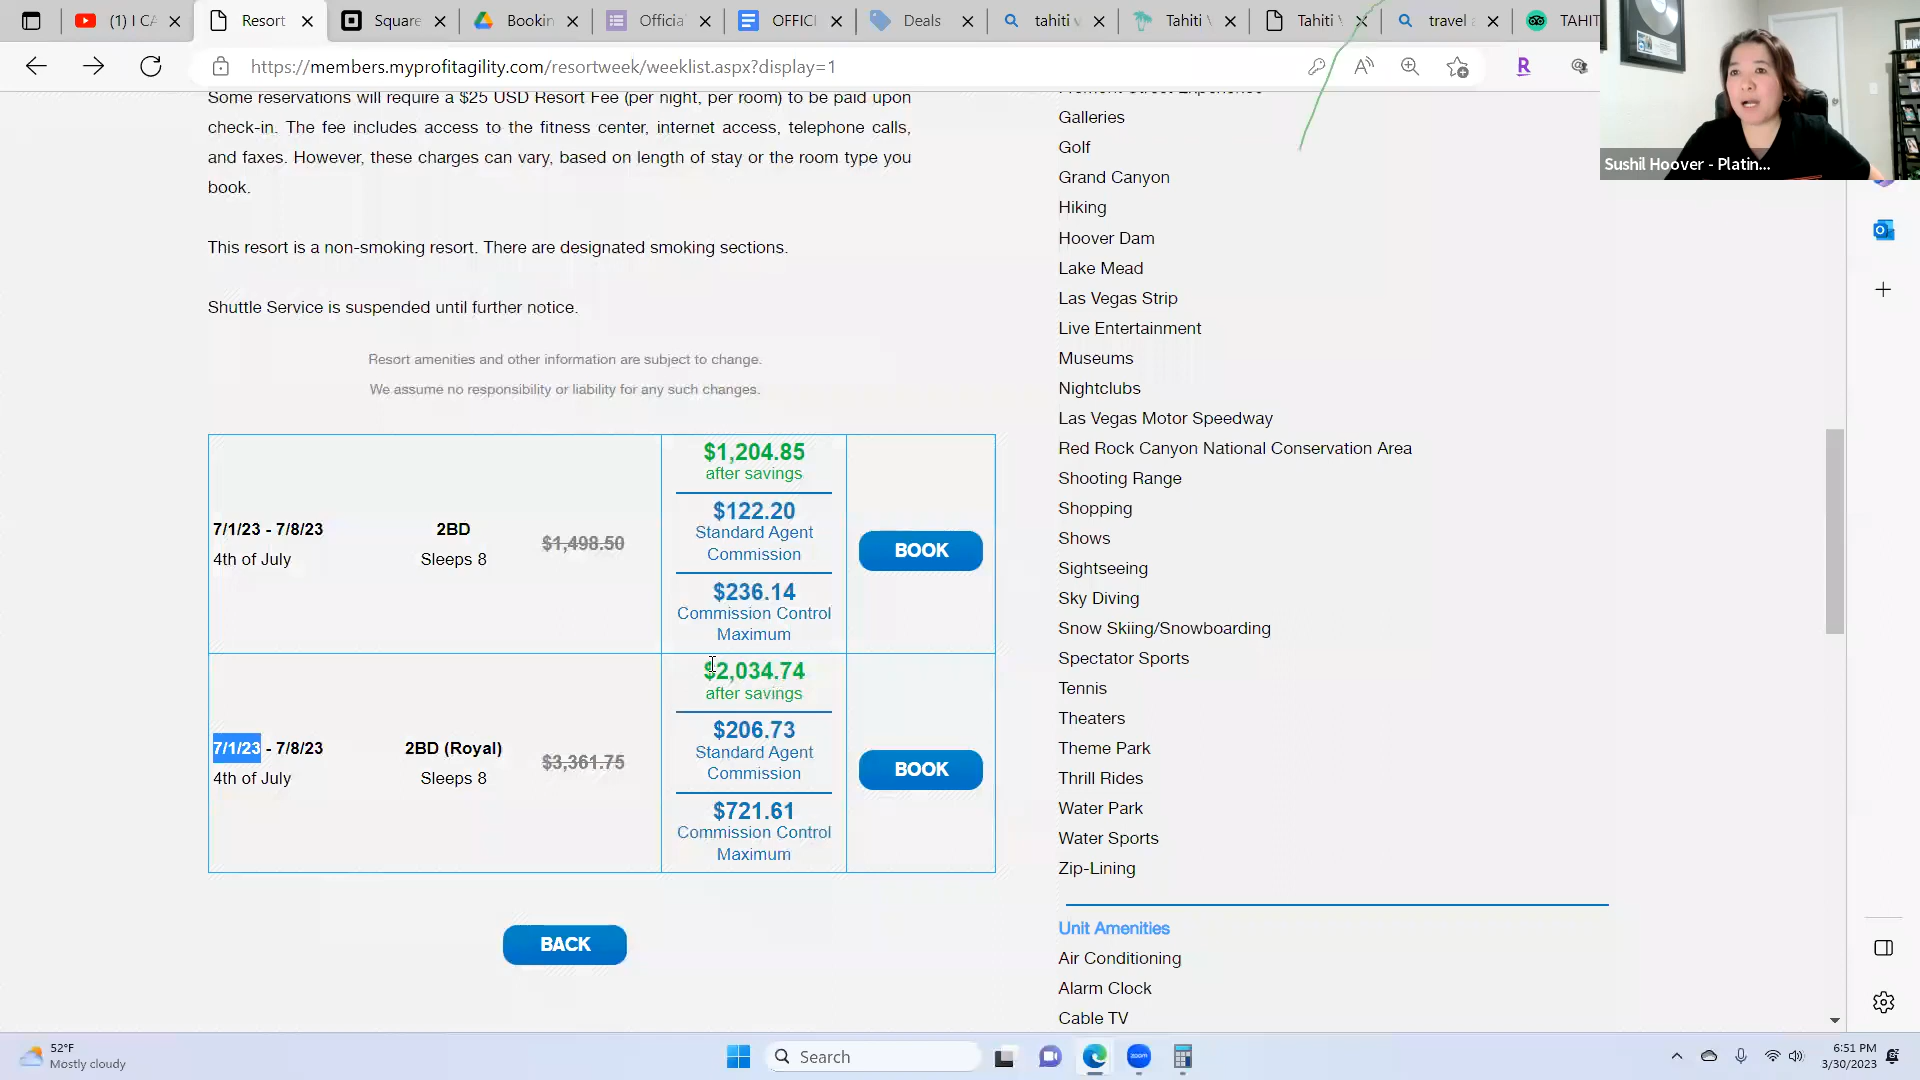 (1) I CA
Resort
Square
Bookin
Officia
OFFICI
Deals
tahiti v
Tahiti
Tahiti
travel
TAHIT
https://members.myprofitagility.com/resortweek/weeklist.aspx?display=1
Sushil Hoover - Platin...
Some reservations will require a $25 USD Resort Fee (per night, per room) to be paid upon
check-in. The fee includes access to the fitness center, internet access, telephone calls,
and faxes. However, these charges can vary, based on length of stay or the room type you
book.
This resort is a non-smoking resort. There are designated smoking sections.
Shuttle Service is suspended until further notice.
Resort amenities and other information are subject to change.
We assume no responsibility or liability for any such changes.
7/1/23 - 7/8/23
4th of July
2BD
Sleeps 8
$1,498.50
$1,204.85
after savings
$122.20
Standard Agent
Commission
$236.14
Commission Control
Maximum
BOOK
7/1/23 - 7/8/23
4th of July
2BD (Royal)
Sleeps 8
$3,361.75
$2,034.74
after savings
$206.73
Standard Agent
Commission
$721.61
Commission Control
Maximum
BOOK
BACK
Galleries
Golf
Grand Canyon
Hiking
Hoover Dam
Lake Mead
Las Vegas Strip
Live Entertainment
Museums
Nightclubs
Las Vegas Motor Speedway
Red Rock Canyon National Conservation Area
Shooting Range
Shopping
Shows
Sightseeing
Sky Diving
Snow Skiing/Snowboarding
Spectator Sports
Tennis
Theaters
Theme Park
Thrill Rides
Water Park
Water Sports
Zip-Lining
Unit Amenities
Air Conditioning
Alarm Clock
Cable TV
52°F
Mostly cloudy
Search
zoom
6:51 PM
3/30/2023